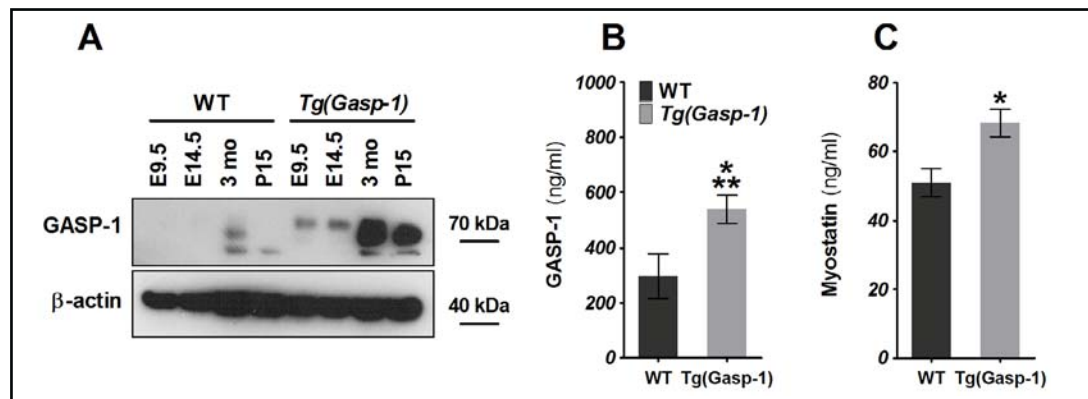 A
WT
Tg(Gasp-1)
E9.5
E14.5
3 mo
P15
E9.5
E14.5
3 mo
P15
GASP-1
70 kDa
β-actin
40 kDa
B
WT
Tg(Gasp-1)
GASP-1 (ng/ml)
1000
800
600
400
200
0
*
**
WT Tg(Gasp-1)
C
Myostatin (ng/ml)
80
60
40
20
0
*
WT Tg(Gasp-1)